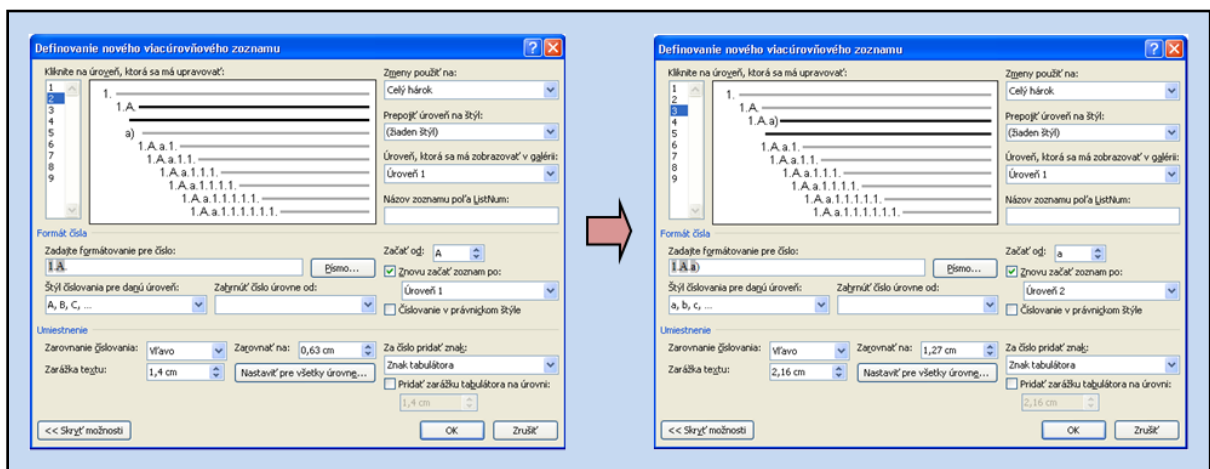 Definovanie nového viacúrovňového zoznamu
Kliknite na úroveň, ktorá sa má upravovať:
1
2
3
4
5
6
7
8
9
1.
1.A.
a)
1.A.a.1.
1.A.a.1.1.
1.A.a.1.1.1.
1.A.a.1.1.1.1.
1.A.a.1.1.1.1.1.
1.A.a.1.1.1.1.1.1.
Zmeny použiť na:
Celý hárok
Prepojiť úroveň na štýl:
(žiaden štýl)
Úroveň, ktorá sa má zobrazovať v galérii:
Úroveň 1
Názov zoznamu poľa ListNum:
Formát čísla
Zadajte formátovanie pre číslo:
1.A.
Písmo...
Začať od: A
Znovu začať zoznam po:
Úroveň 1
Štýl číslovania pre danú úroveň:
A, B, C, ...
Zahrnúť číslo úrovne od:
Číslovanie v právnickom štýle
Umiestnenie
Zarovnanie číslovania: Vľavo
Zarovnať na: 0,63 cm
Zarážka textu: 1,4 cm
Nastaviť pre všetky úrovne...
Za číslo pridať znak:
Znak tabulátora
Pridať zarážku tabulátora na úrovni:
1,4 cm
<< Skryť možnosti
OK
Zrušiť
Definovanie nového viacúrovňového zoznamu
Kliknite na úroveň, ktorá sa má upravovať:
1
2
3
4
5
6
7
8
9
1.
1.A.
1.A.a)
1.A.a.1.
1.A.a.1.1.
1.A.a.1.1.1.
1.A.a.1.1.1.1.
1.A.a.1.1.1.1.1.
1.A.a.1.1.1.1.1.1.
Zmeny použiť na:
Celý hárok
Prepojiť úroveň na štýl:
(žiaden štýl)
Úroveň, ktorá sa má zobrazovať v galérii:
Úroveň 1
Názov zoznamu poľa ListNum:
Formát čísla
Zadajte formátovanie pre číslo:
1.A.a)
Písmo...
Začať od: a
Znovu začať zoznam po:
Úroveň 2
Štýl číslovania pre danú úroveň:
a, b, c, ...
Zahrnúť číslo úrovne od:
Číslovanie v právnickom štýle
Umiestnenie
Zarovnanie číslovania: Vľavo
Zarovnať na: 1,27 cm
Zarážka textu: 2,16 cm
Nastaviť pre všetky úrovne...
Za číslo pridať znak:
Znak tabulátora
Pridať zarážku tabulátora na úrovni:
2,16 cm
<< Skryť možnosti
OK
Zrušiť